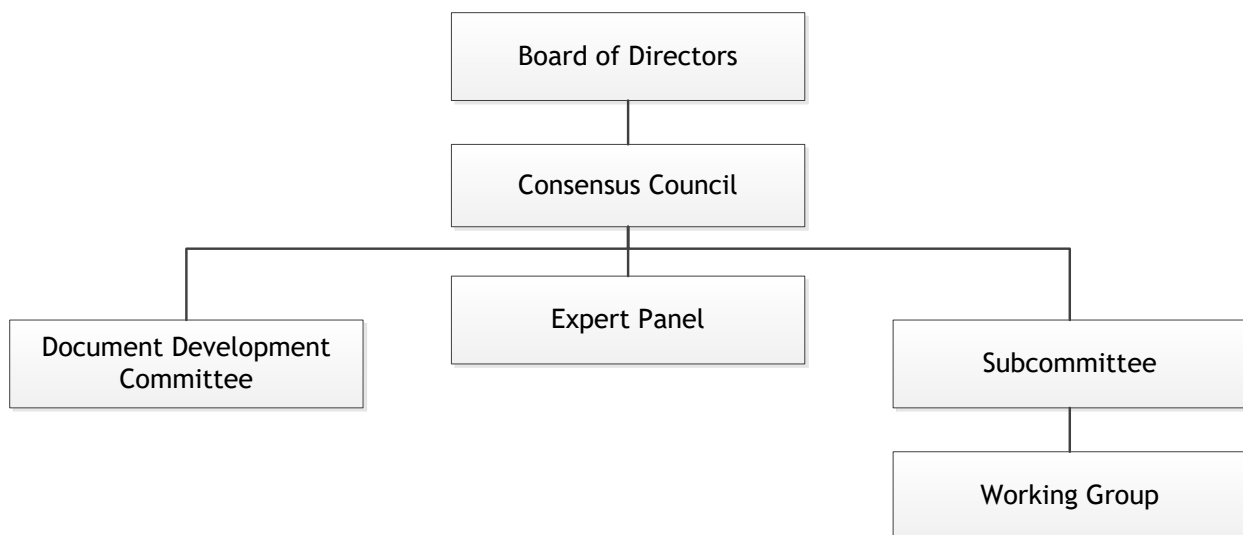 Board of Directors
Consensus Council
Expert Panel
Document Development
Committee
Subcommittee
Working Group